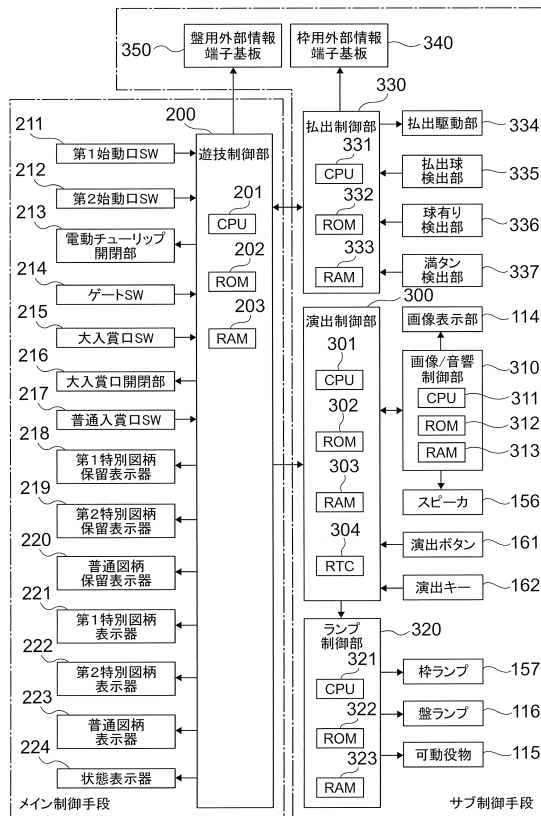 350
盤用外部情報
端子基板
枠用外部情報
端子基板
340
200
遊技制御部
201
CPU
202
ROM
203
RAM
211
第1始動口SW
212
第2始動口SW
213
電動チューリップ
開閉部
214
ゲートSW
215
大入賞口SW
216
大入賞口開閉部
217
普通入賞口SW
218
第1特別図柄
保留表示器
219
第2特別図柄
保留表示器
220
普通図柄
保留表示器
221
第1特別図柄
表示器
222
第2特別図柄
表示器
223
普通図柄
表示器
224
状態表示器
メイン制御手段
330
払出制御部
331
CPU
332
ROM
333
RAM
払出駆動部
334
払出球
検出部
335
球有り
検出部
336
満タン
検出部
337
300
演出制御部
301
CPU
302
ROM
303
RAM
304
RTC
画像表示部
114
画像/音響
制御部
310
CPU
311
ROM
312
RAM
313
スピーカ
156
演出ボタン
161
演出キー
162
ランプ
制御部
320
321
CPU
322
ROM
323
RAM
枠ランプ
157
盤ランプ
116
可動役物
115
サブ制御手段